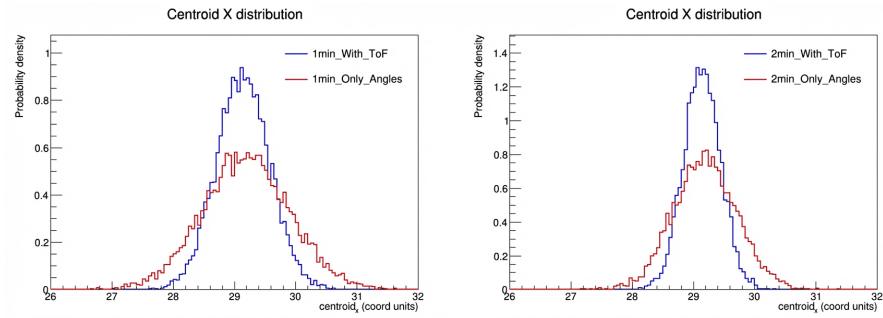 Centroid X distribution
Probability density
1
0.8
0.6
0.4
0.2
0
1min_With_ToF
1min_Only_Angles
26 27 28 29 30 31 32
centroidₓ (coord units)
Centroid X distribution
Probability density
1.4
1.2
1
0.8
0.6
0.4
0.2
0
2min_With_ToF
2min_Only_Angles
26 27 28 29 30 31 32
centroidₓ (coord units)